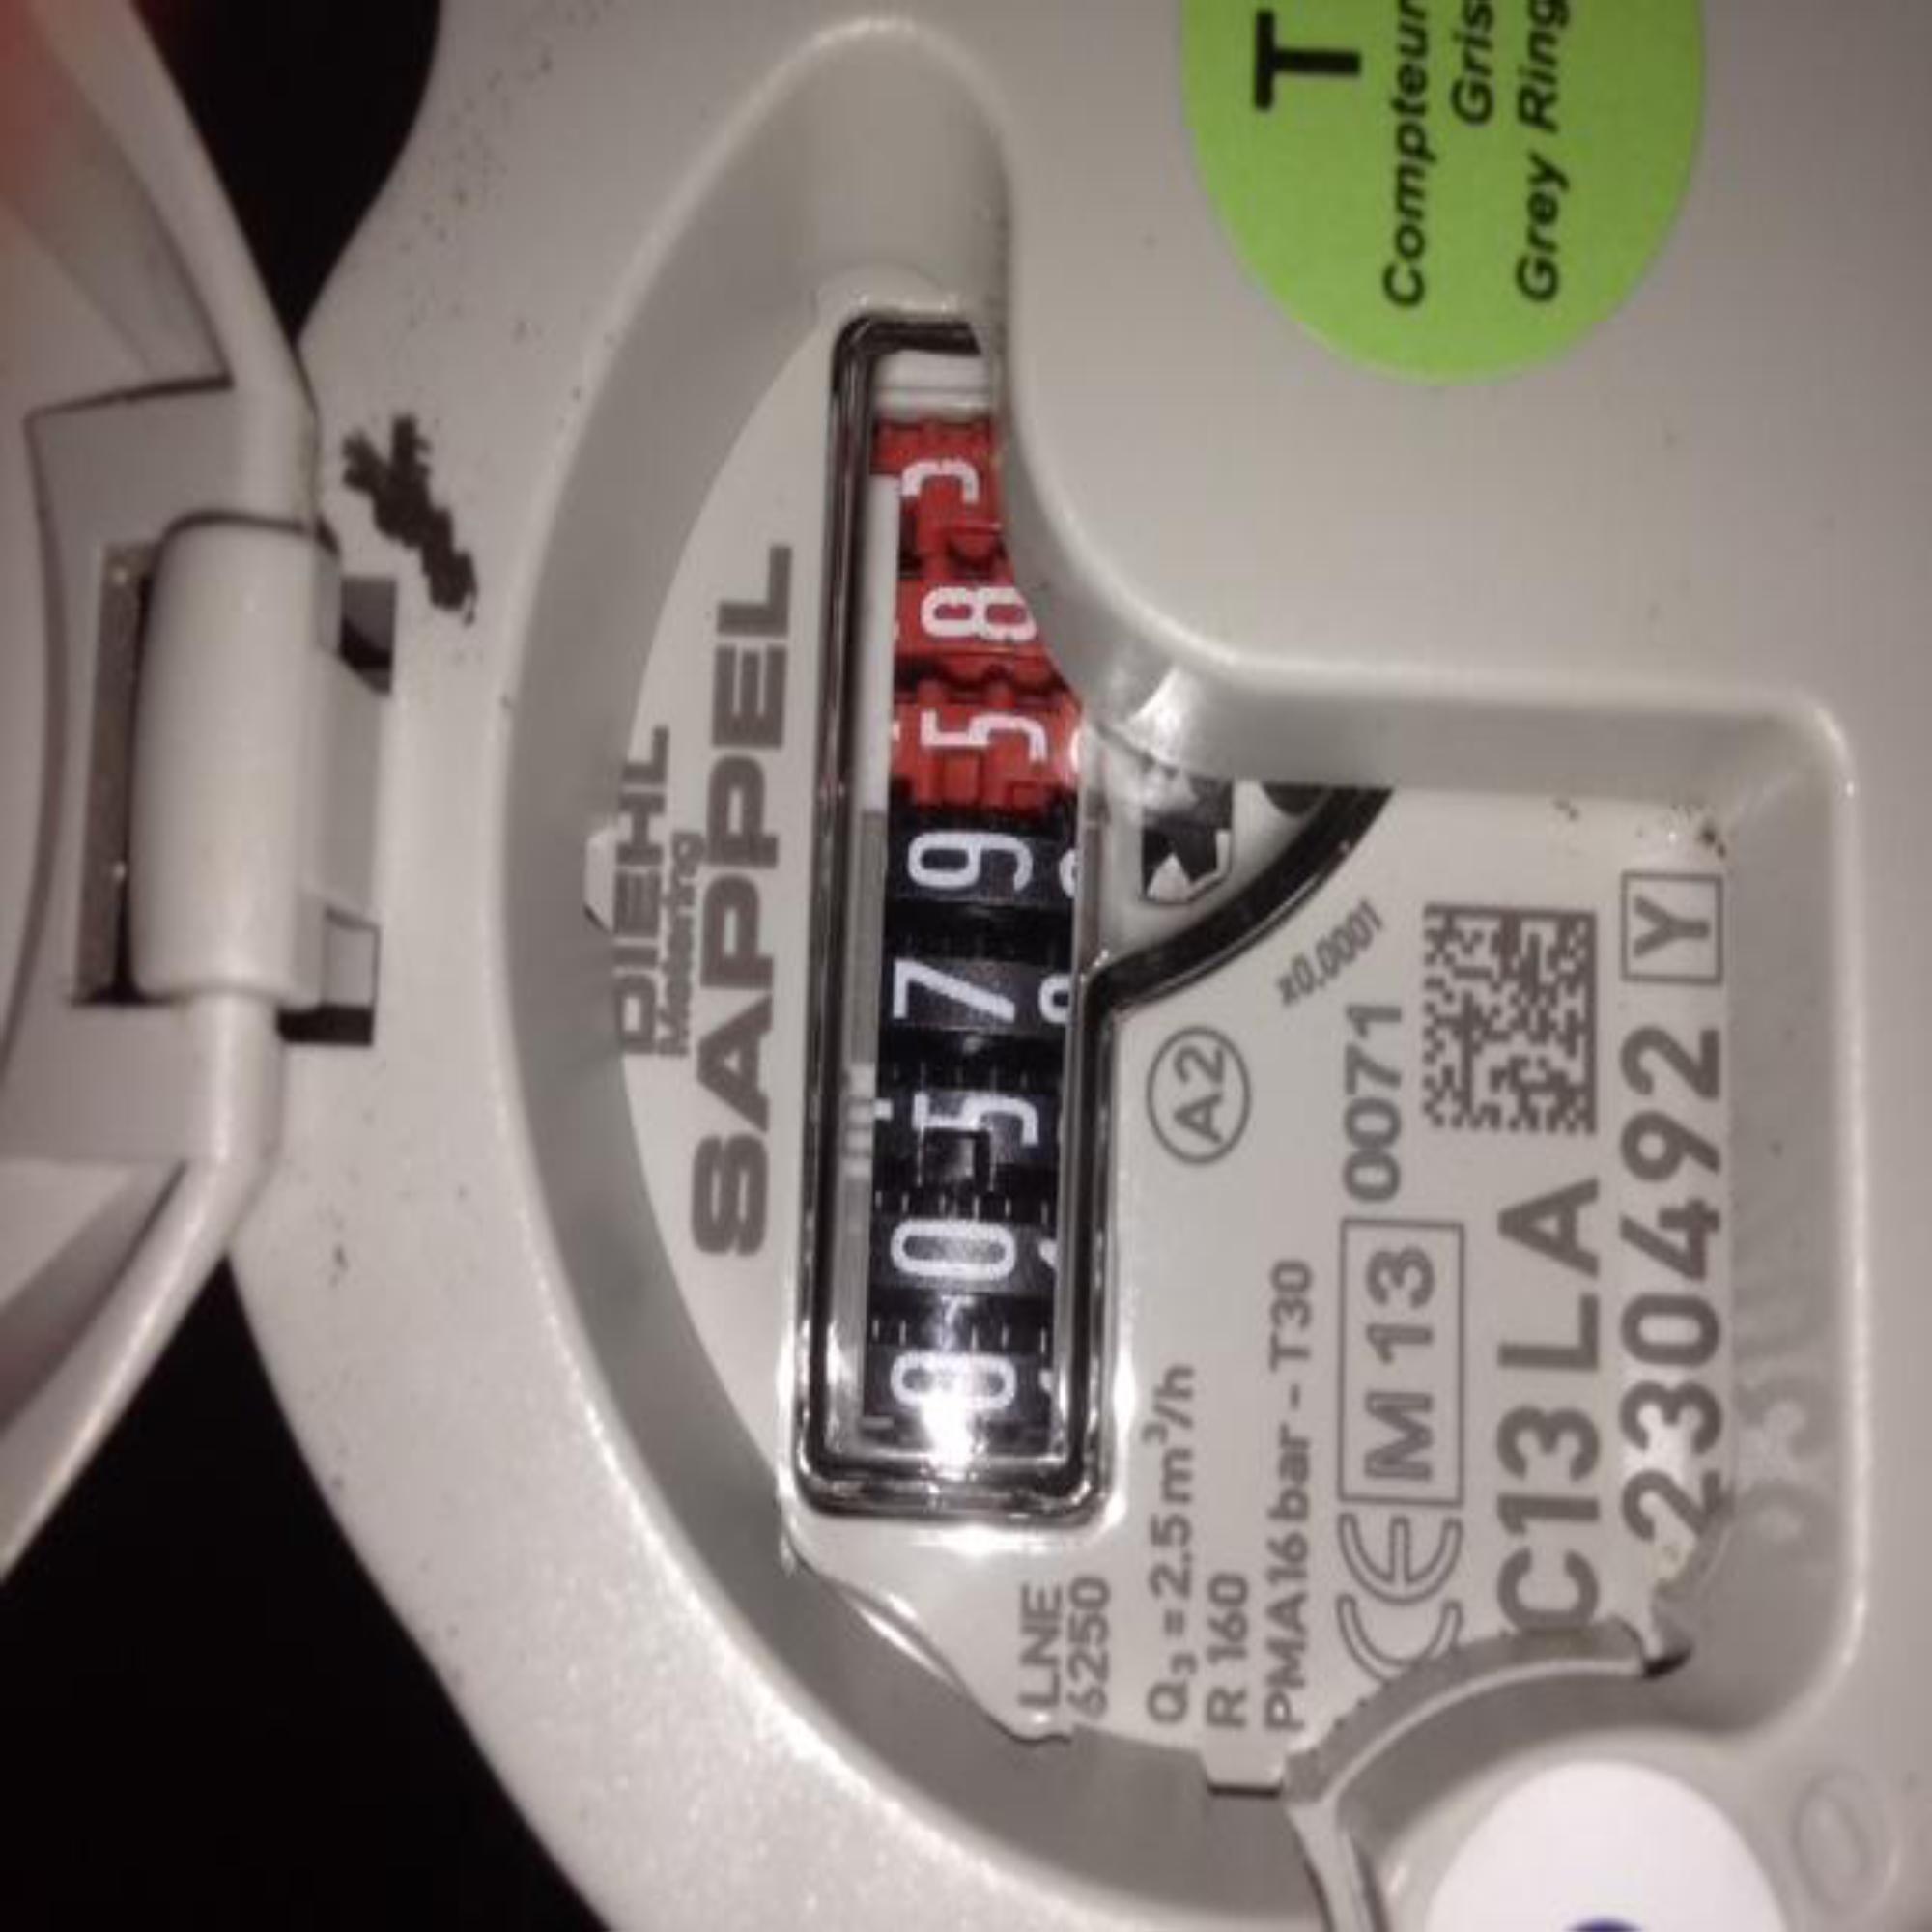 T
Compteur
Gris
Grey Ring
DIEHL
Metering
SAPPEL
00579583
x0,0001
A2
LNE
62250
Q₃ = 2.5 m³/h
R 160
PMA16 bar - T30
CE M 13 0071
C13 LA
230492 Y